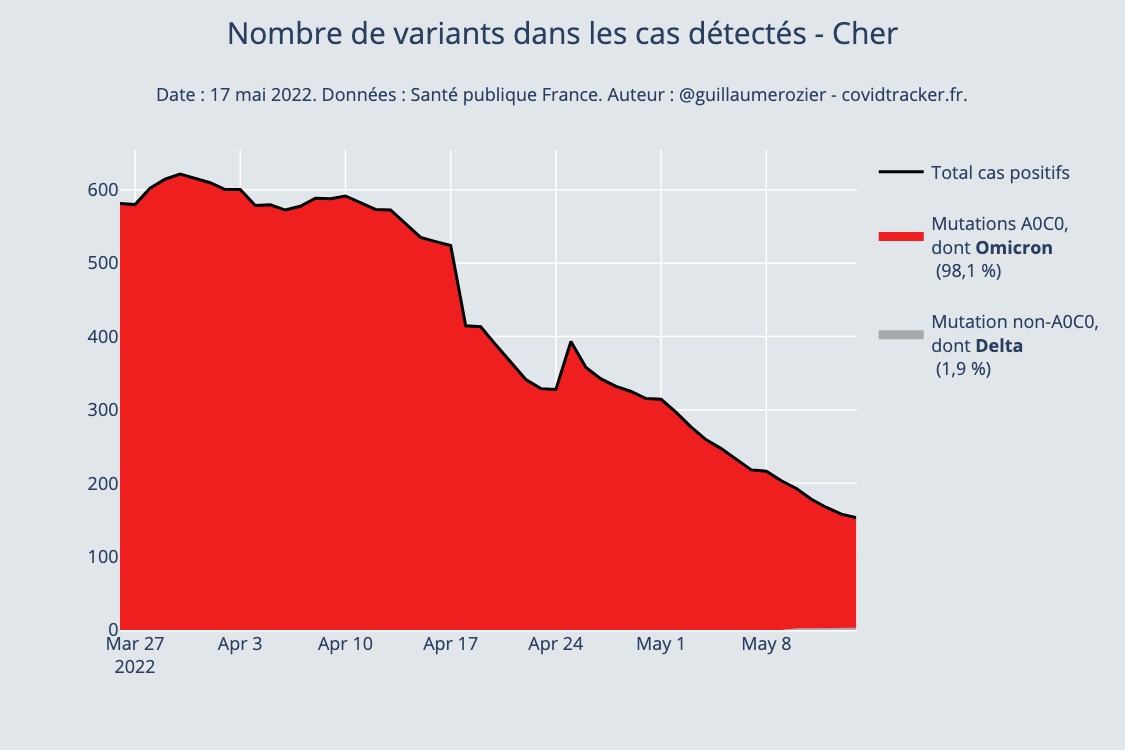 Nombre de variants dans les cas détectés - Cher
Date : 17 mai 2022. Données : Santé publique France. Auteur : @guillaumerozier - covidtracker.fr.
600
500
400
300
200
100
0
Mar 27
2022
Apr 3
Apr 10
Apr 17
Apr 24
May 1
May 8
Total cas positifs
Mutations A0C0,
dont Omicron
(98,1 %)
Mutation non-A0C0,
dont Delta
(1,9 %)